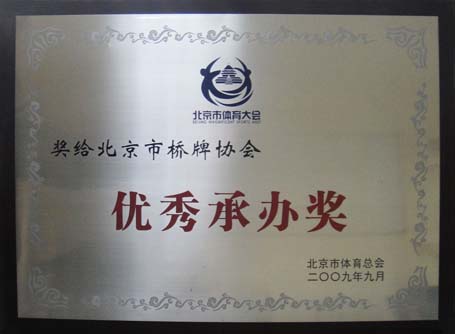 北京市体育大会
奖给北京市桥牌协会
优秀承办奖
北京市体育总会
二〇〇九年九月